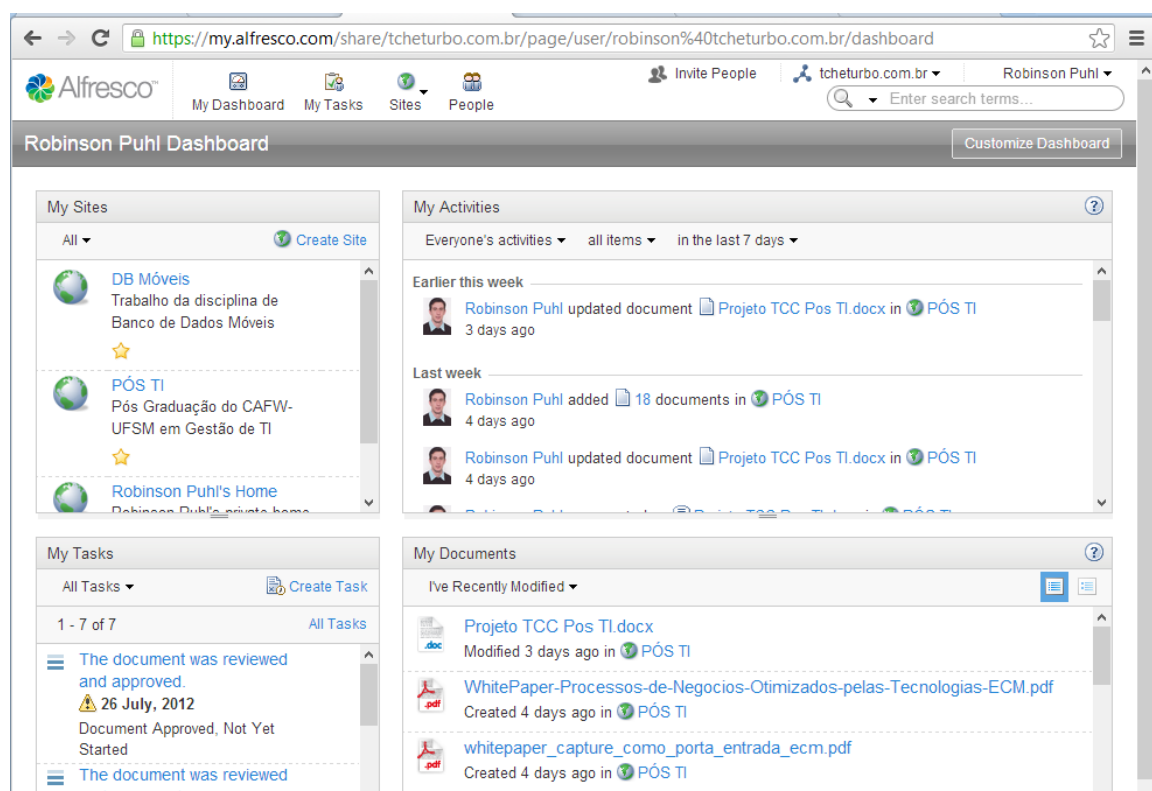 https://my.alfresco.com/share/tcheturbo.com.br/page/user/robinson%40tcheturbo.com.br/dashboard
Alfresco™
My Dashboard
My Tasks
Sites
People
Invite People
tcheturbo.com.br
Robinson Puhl
Enter search terms...
Robinson Puhl Dashboard
Customize Dashboard
My Sites
All
Create Site
DB Móveis
Trabalho da disciplina de
Banco de Dados Móveis
PÓS TI
Pós Graduação do CAFW-
UFSM em Gestão de TI
Robinson Puhl's Home
Robinson Puhl's private home
My Activities
Everyone's activities all items in the last 7 days
Earlier this week
Robinson Puhl updated document Projeto TCC Pos TI.docx in PÓS TI
3 days ago
Last week
Robinson Puhl added 18 documents in PÓS TI
4 days ago
Robinson Puhl updated document Projeto TCC Pos TI.docx in PÓS TI
4 days ago
My Tasks
All Tasks
Create Task
1 - 7 of 7
All Tasks
The document was reviewed
and approved.
26 July, 2012
Document Approved, Not Yet
Started
The document was reviewed
My Documents
I've Recently Modified
.doc
Projeto TCC Pos TI.docx
Modified 3 days ago in PÓS TI
.pdf
WhitePaper-Processos-de-Negocios-Otimizados-pelas-Tecnologias-ECM.pdf
Created 4 days ago in PÓS TI
.pdf
whitepaper_capture_como_porta_entrada_ecm.pdf
Created 4 days ago in PÓS TI